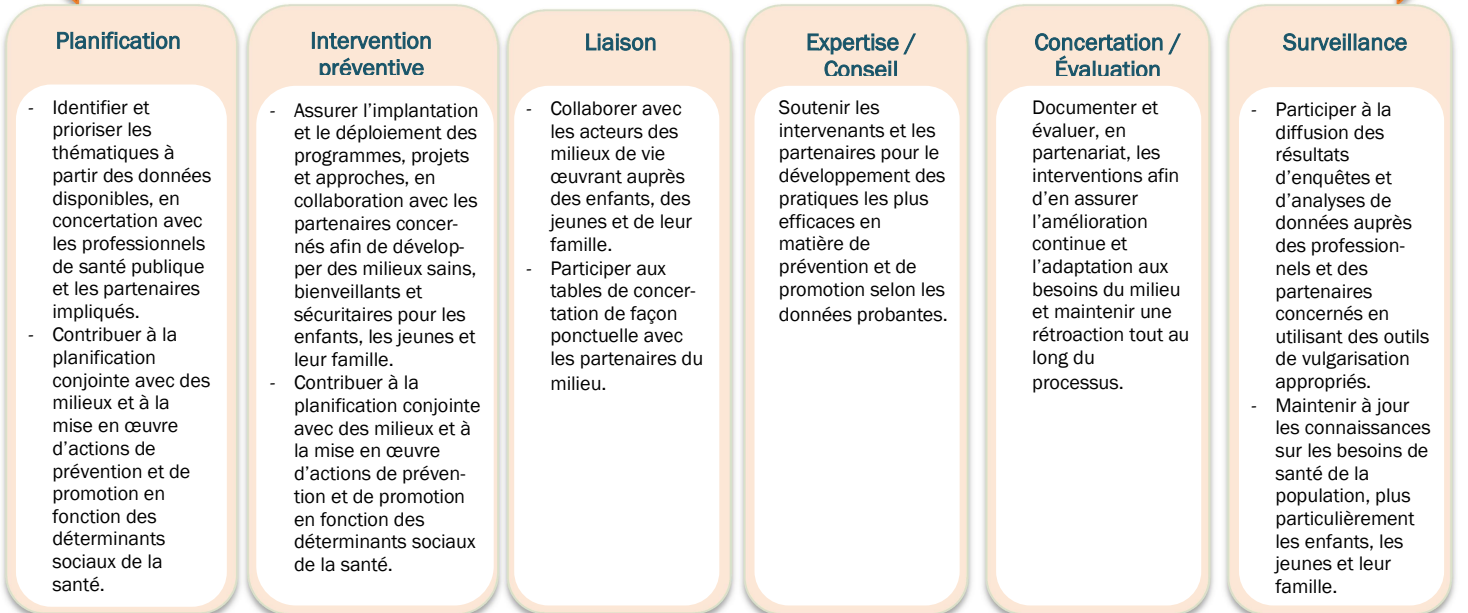 Planification
- Identifier et
prioriser les
thématiques à
partir des données
disponibles, en
concertation avec
les professionnels
de santé publique
et les partenaires
impliqués.
- Contribuer à la
planification
conjointe avec des
milieux et à la
mise en œuvre
d’actions de
prévention et de
promotion en
fonction des
déterminants
sociaux de la
santé.
Intervention
préventive
- Assurer l’implantation
et le déploiement des
programmes, projets
et approches, en
collaboration avec les
partenaires concer-
nés afin de dévelop-
per des milieux sains,
bienveillants et
sécuritaires pour les
enfants, les jeunes et
leur famille.
- Contribuer à la
planification conjointe
avec des milieux et à
la mise en œuvre
d’actions de préven-
tion et de promotion
en fonction des
déterminants sociaux
de la santé.
Liaison
- Collaborer avec
les acteurs des
milieux de vie
œuvrant auprès
des enfants, des
jeunes et de leur
famille.
- Participer aux
tables de concer-
tation de façon
ponctuelle avec
les partenaires du
milieu.
Expertise /
Conseil
Soutenir les
intervenants et les
partenaires pour le
développement des
pratiques les plus
efficaces en
matière de
prévention et de
promotion selon les
données probantes.
Concertation /
Évaluation
Documenter et
évaluer, en
partenariat, les
interventions afin
d’en assurer
l’amélioration
continue et
l’adaptation aux
besoins du milieu
et maintenir une
rétroaction tout au
long du
processus.
Surveillance
- Participer à la
diffusion des
résultats
d’enquêtes et
d’analyses de
données auprès
des profession-
nels et des
partenaires
concernés en
utilisant des outils
de vulgarisation
appropriés.
- Maintenir à jour
les connaissances
sur les besoins de
santé de la
population, plus
particulièrement
les enfants, les
jeunes et leur
famille.